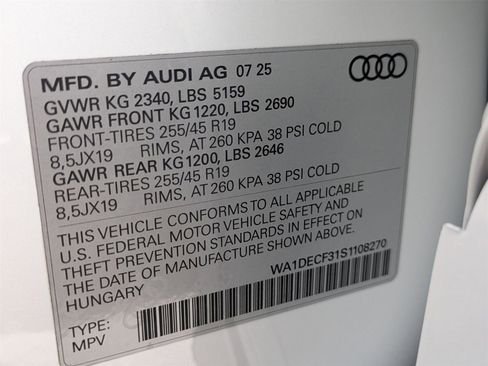 MFD. BY AUDI AG 07 25
GVWR KG 2340, LBS 5159
GAWR FRONT KG 1220, LBS 2690
FRONT-TIRES 255/45 R19
8,5JX19 RIMS, AT 260 KPA 38 PSI COLD
GAWR REAR KG 1200, LBS 2646
REAR-TIRES 255/45 R19
8,5JX19 RIMS, AT 260 KPA 38 PSI COLD
THIS VEHICLE CONFORMS TO ALL APPLICABLE
U.S. FEDERAL MOTOR VEHICLE SAFETY AND
THEFT PREVENTION STANDARDS IN EFFECT ON
THE DATE OF MANUFACTURE SHOWN ABOVE.
HUNGARY
WA1DECF31S1108270
TYPE:
MPV